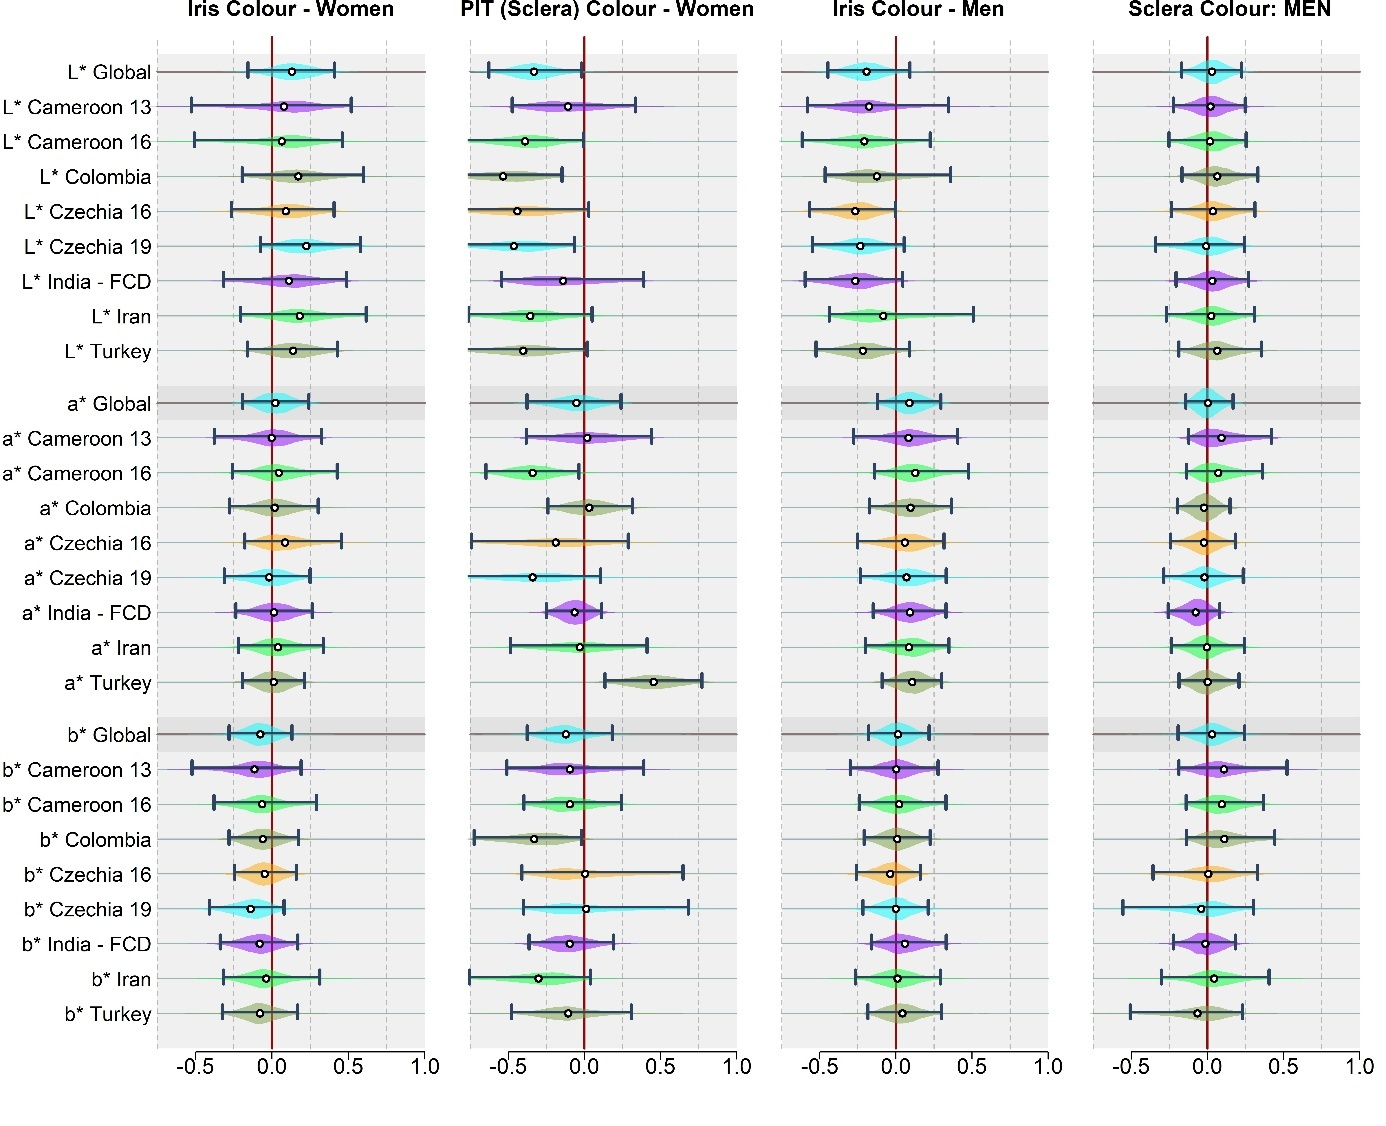 Iris Colour - Women PIT (Sclera) Colour - Women Iris Colour - Men Sclera Colour: MEN
L* Global
L* Cameroon 13
L* Cameroon 16
L* Colombia
L* Czechia 16
L* Czechia 19
L* India - FCD
L* Iran
L* Turkey
a* Global
a* Cameroon 13
a* Cameroon 16
a* Colombia
a* Czechia 16
a* Czechia 19
a* India - FCD
a* Iran
a* Turkey
b* Global
b* Cameroon 13
b* Cameroon 16
b* Colombia
b* Czechia 16
b* Czechia 19
b* India - FCD
b* Iran
b* Turkey
-0.5 0.0 0.5 1.0 -0.5 0.0 0.5 1.0 -0.5 0.0 0.5 1.0 -0.5 0.0 0.5 1.0